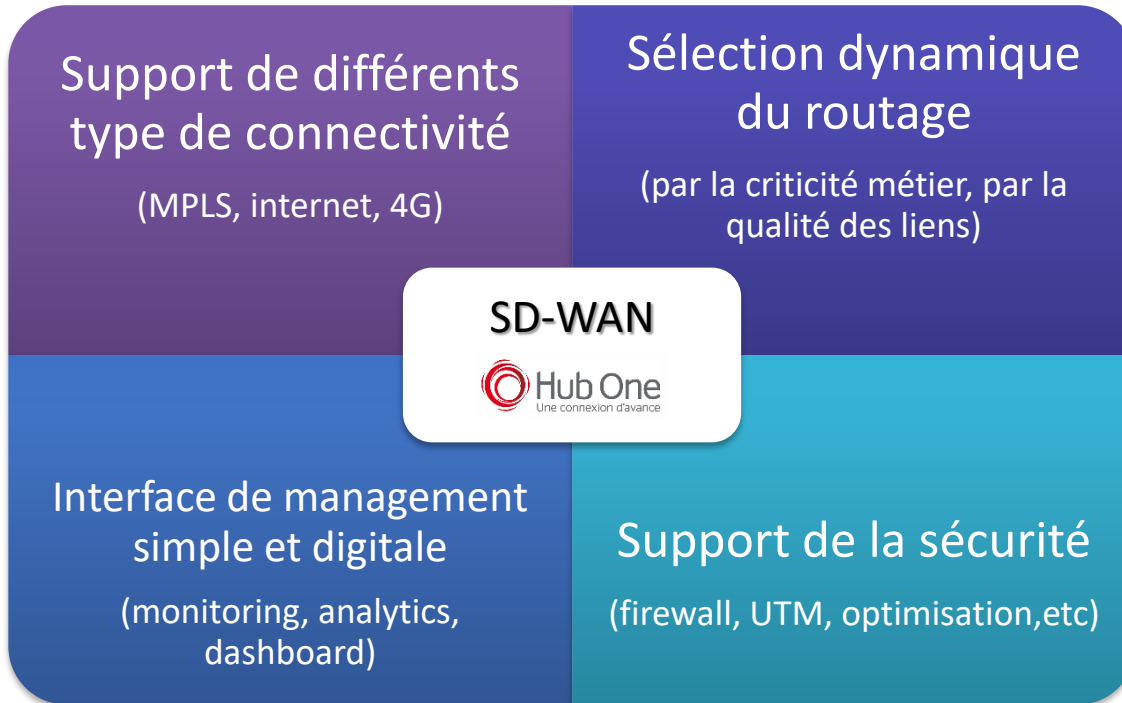 Support de différents
type de connectivité
(MPLS, internet, 4G)
Sélection dynamique
du routage
(par la criticité métier, par la
qualité des liens)
SD-WAN
Hub One
Une connexion d'avance
Interface de management
simple et digitale
(monitoring, analytics,
dashboard)
Support de la sécurité
(firewall, UTM, optimisation,etc)